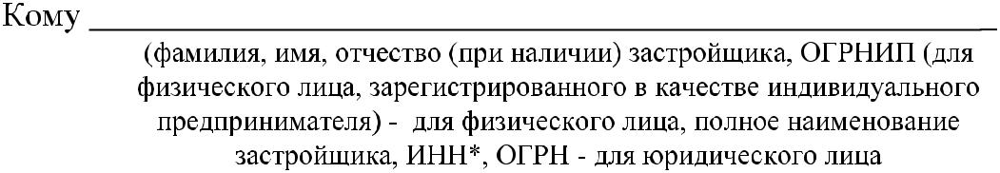 Кому
(фамилия, имя, отчество (при наличии) застройщика, ОГРНИП (для
физического лица, зарегистрированного в качестве индивидуального
предпринимателя) - для физического лица, полное наименование
застройщика, ИНН*, ОГРН - для юридического лица